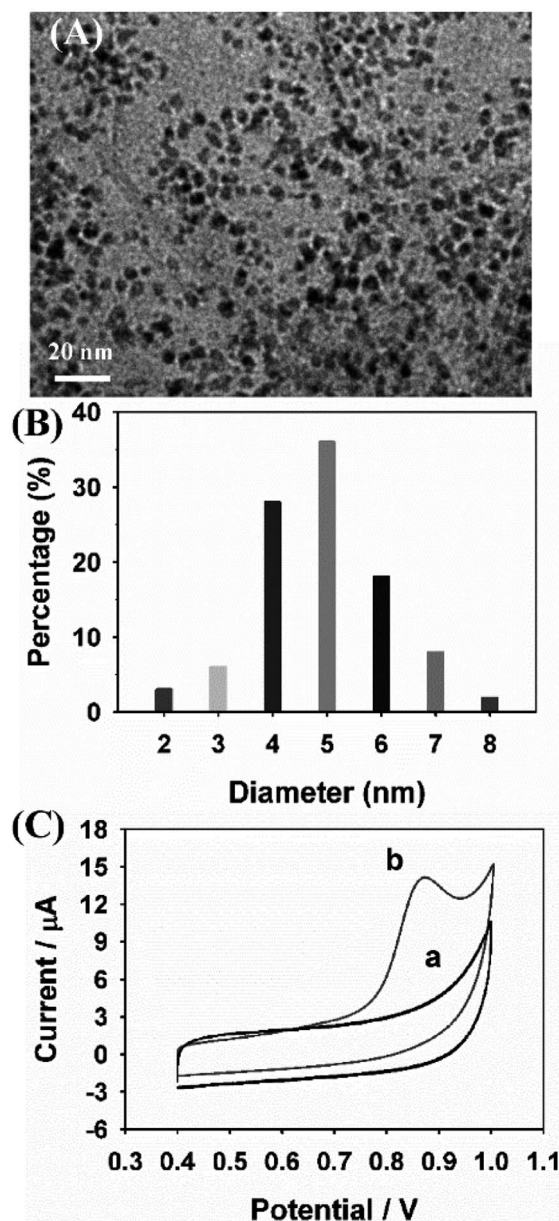 (A)
20 nm
(B)
40
30
20
10
0
Percentage (%)
2 3 4 5 6 7 8
Diameter (nm)
(C)
18
15
12
9
6
3
0
-3
-6
Current / μA
b
a
0.3 0.4 0.5 0.6 0.7 0.8 0.9 1.0 1.1
Potential / V